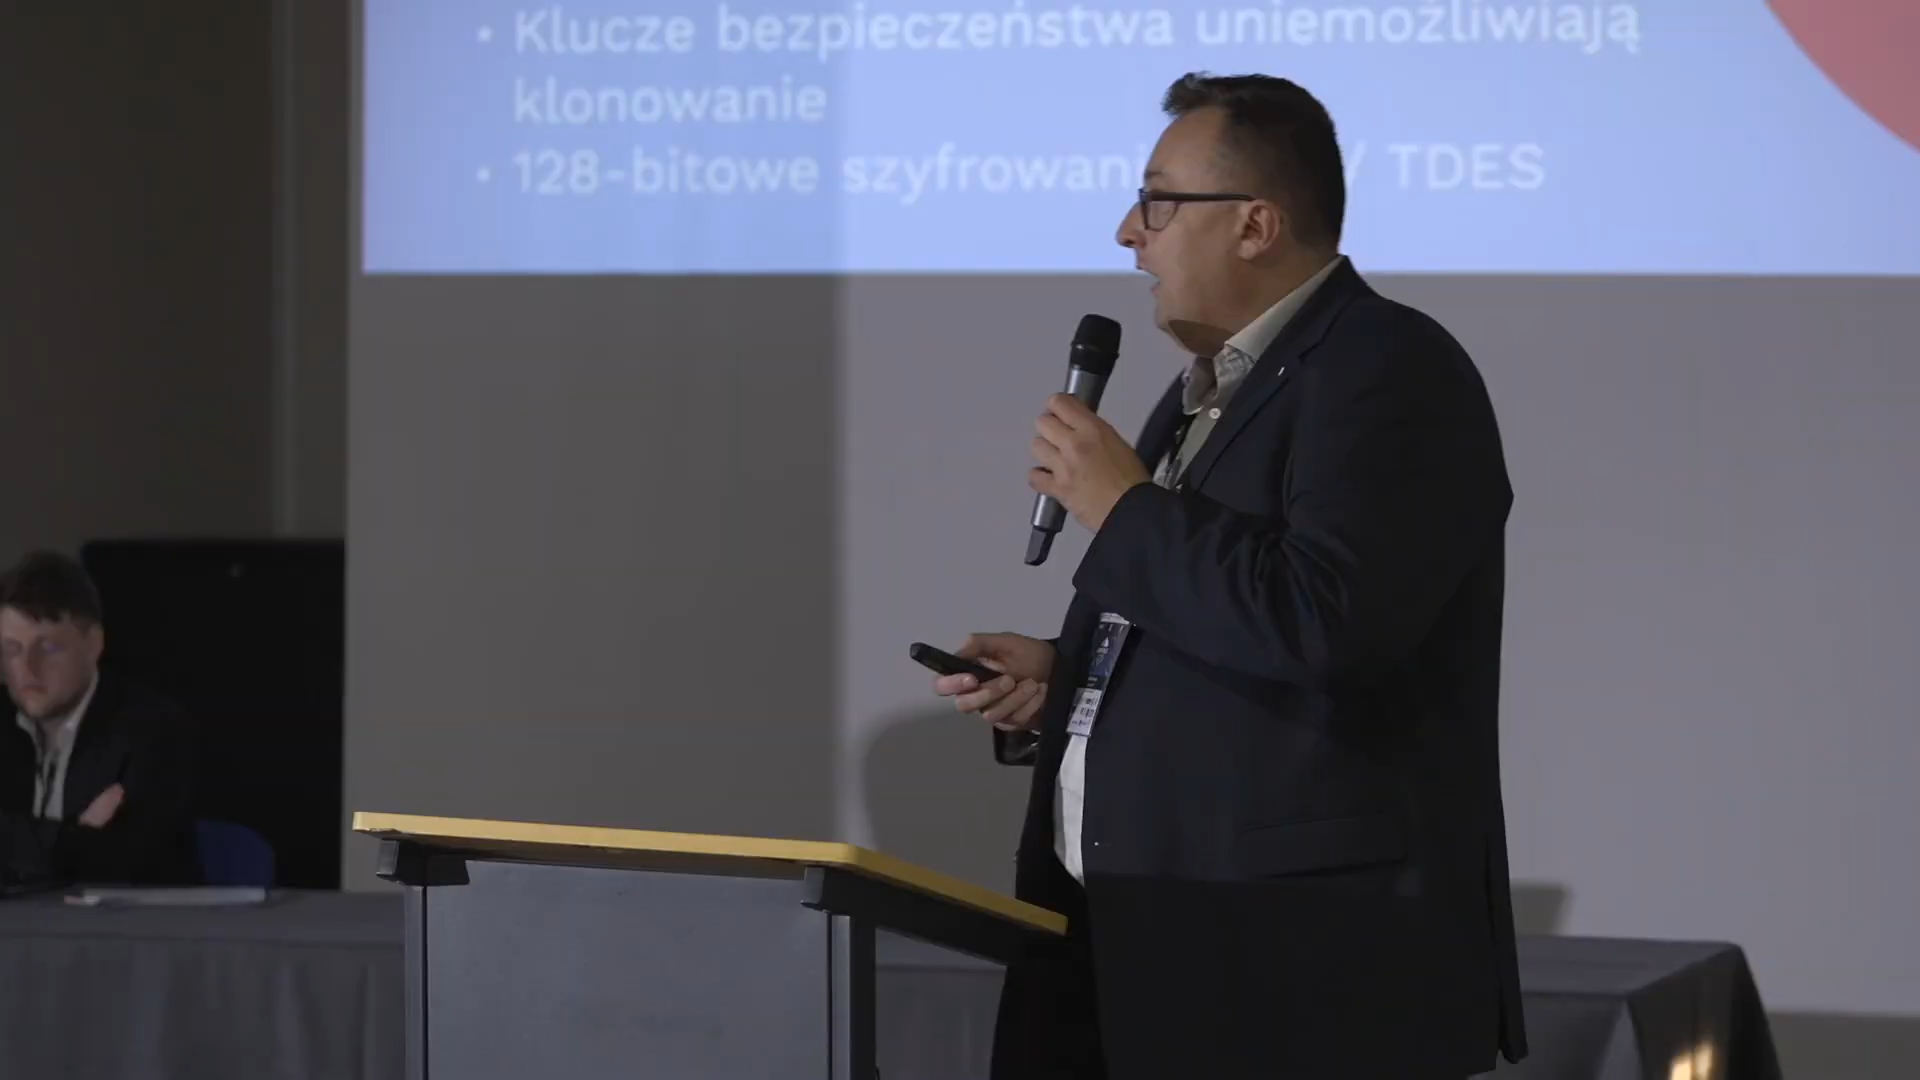 • Klucze bezpieczeństwa uniemożliwiają
klonowanie
• 128-bitowe szyfrowani / TDES